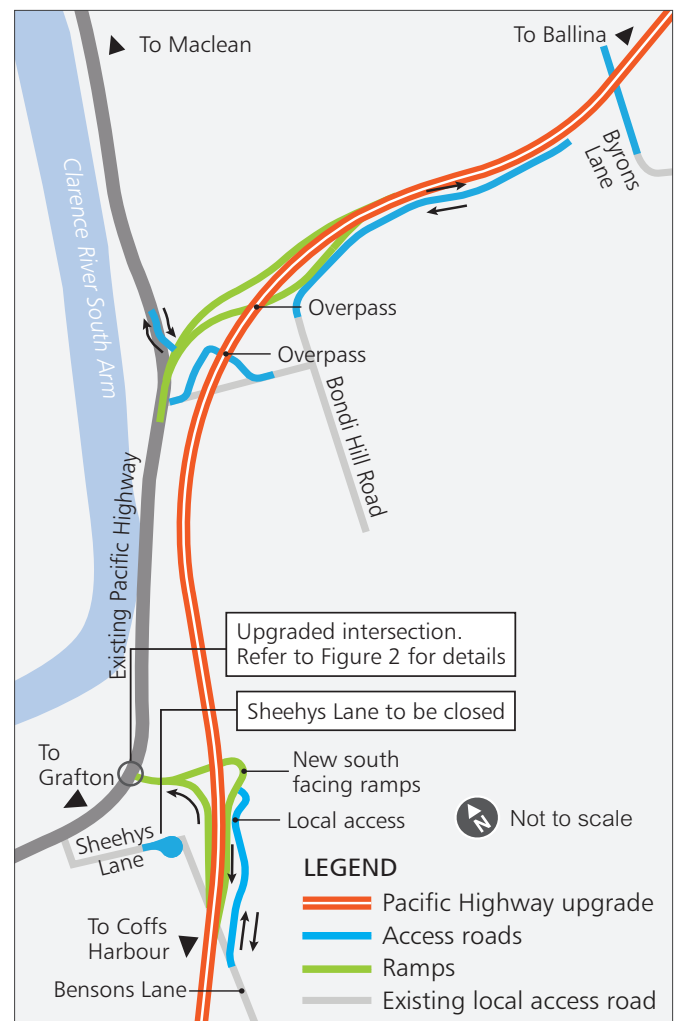 To Maclean
To Ballina
Byrons
Lane
Clarence River South Arm
Overpass
Overpass
Bondi Hill Road
Existing Pacific Highway
Upgraded intersection.
Refer to Figure 2 for details
Sheehys Lane to be closed
To
Grafton
New south
facing ramps
Local access
N
Not to scale
Sheehys
Lane
To Coffs
Harbour
Bensons Lane
LEGEND
Pacific Highway upgrade
Access roads
Ramps
Existing local access road